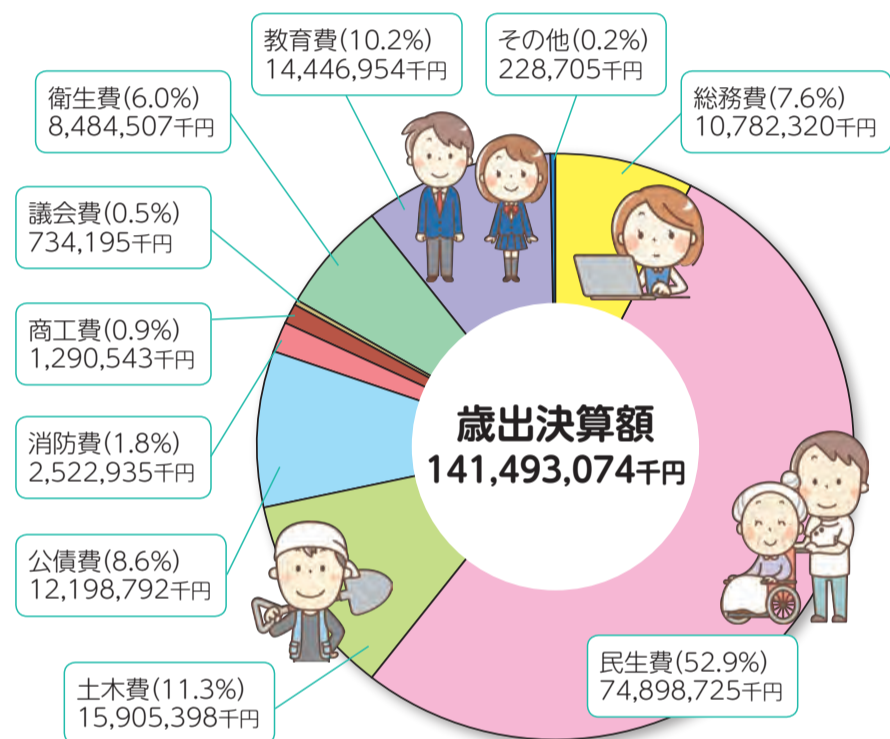 教育費(10.2%)
14,446,954千円
その他(0.2%)
228,705千円
衛生費(6.0%)
8,484,507千円
総務費(7.6%)
10,782,320千円
議会費(0.5%)
734,195千円
商工費(0.9%)
1,290,543千円
歳出決算額
141,493,074千円
消防費(1.8%)
2,522,935千円
公債費(8.6%)
12,198,792千円
民生費(52.9%)
74,898,725千円
土木費(11.3%)
15,905,398千円